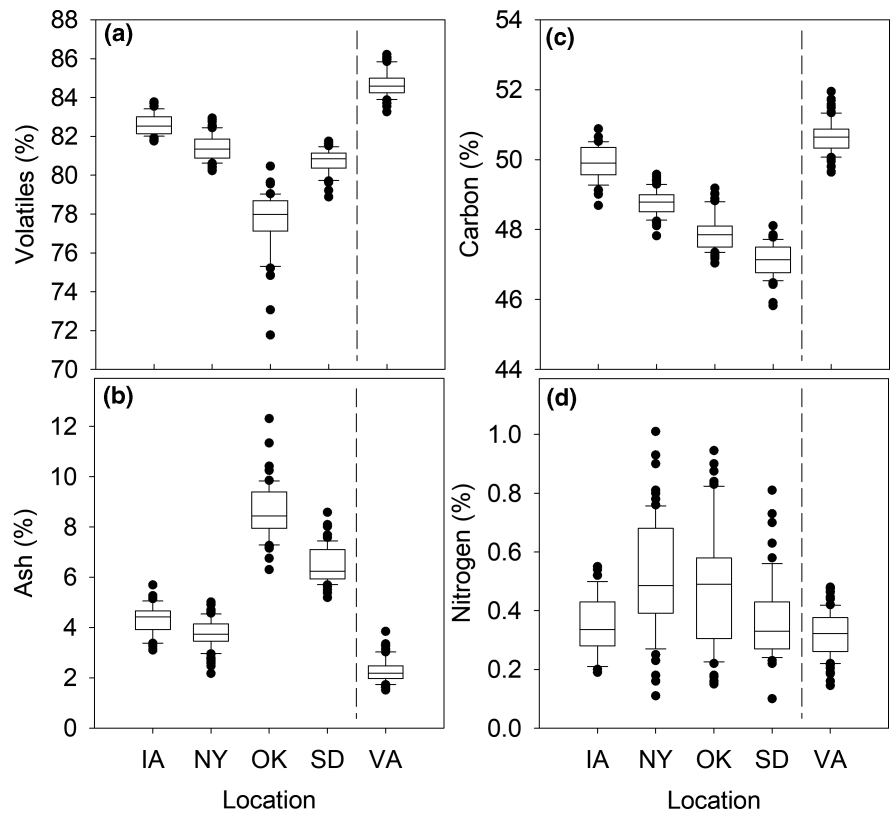 (a)
Volatiles (%)
88
86
84
82
80
78
76
74
72
70
(c)
Carbon (%)
54
52
50
48
46
44
(b)
Ash (%)
12
10
8
6
4
2
0
IA NY OK SD VA
Location
(d)
Nitrogen (%)
1.0
0.8
0.6
0.4
0.2
0.0
IA NY OK SD VA
Location